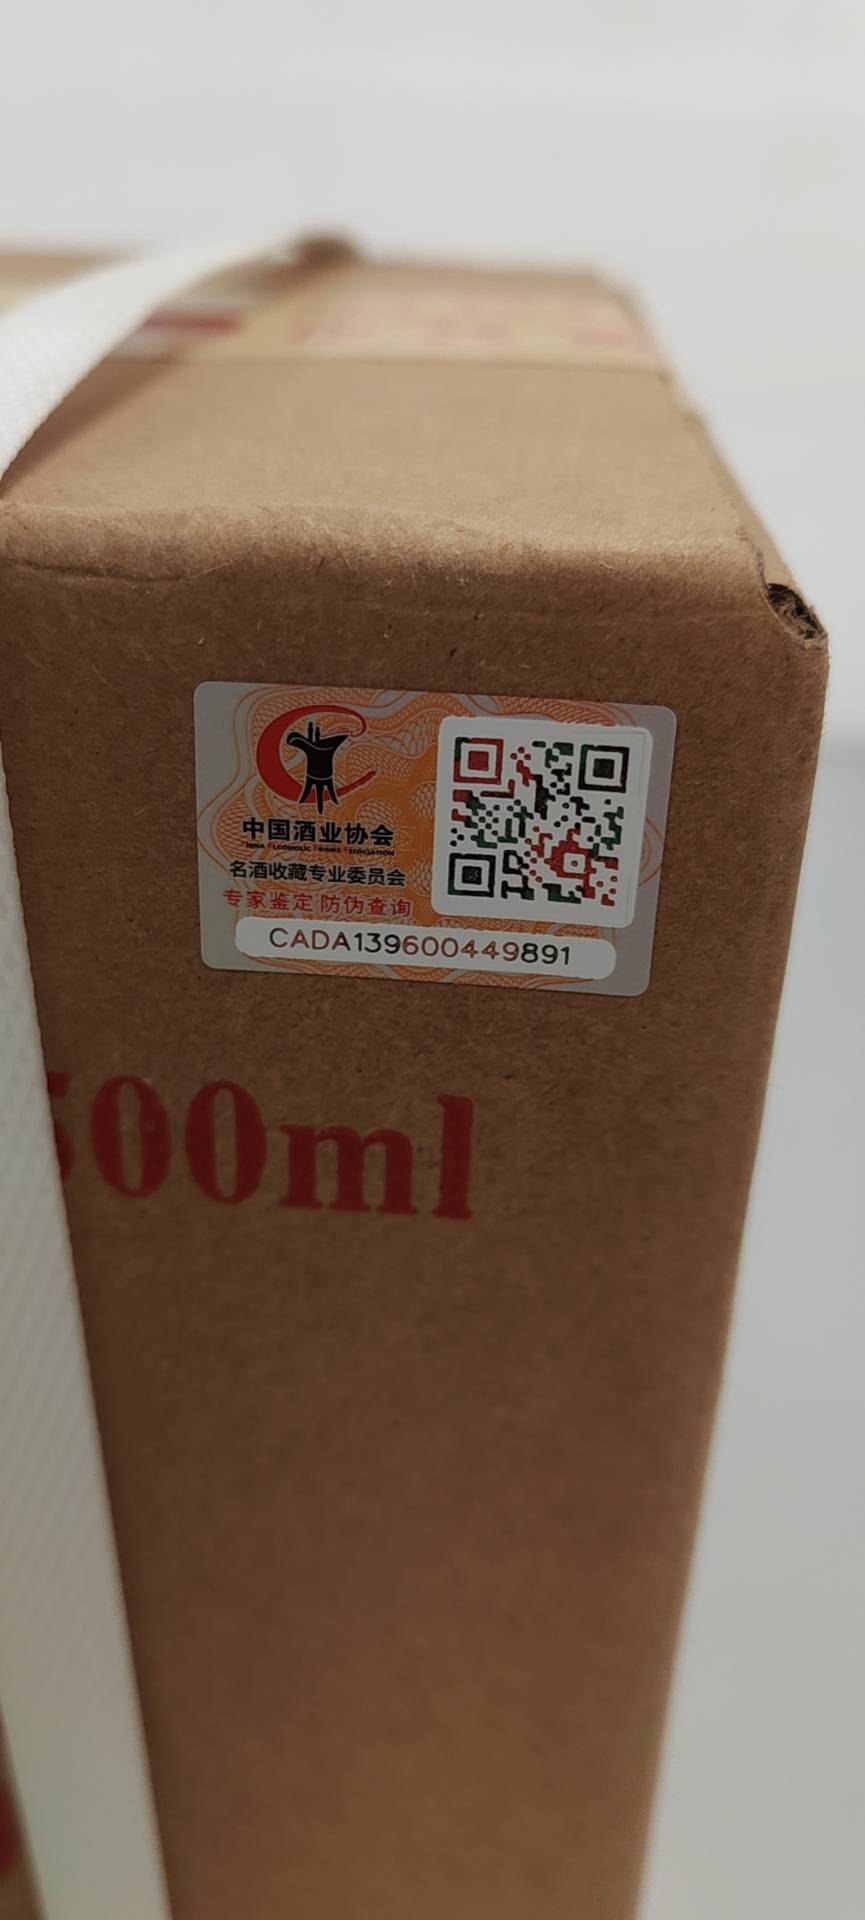 中国酒业协会
名酒收藏专业委员会
专家鉴定 防伪查询
CADA139600449891
500ml